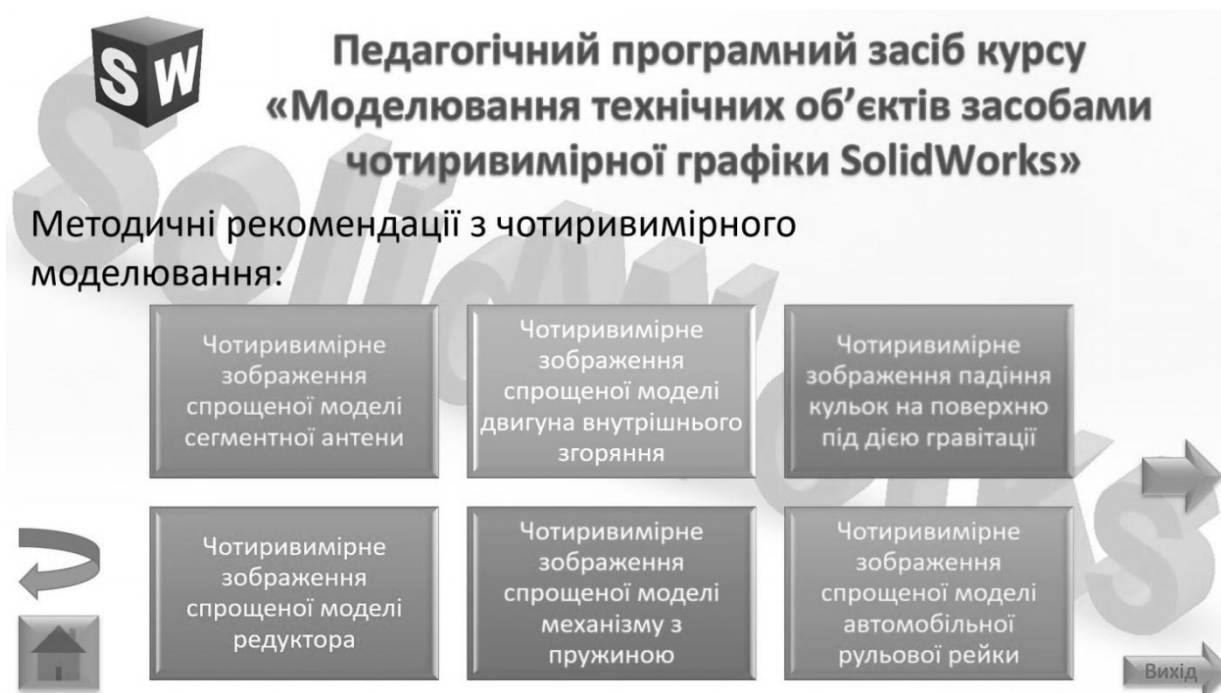 SW
Педагогічний програмний засіб курсу
«Моделювання технічних об’єктів засобами
чотиривимірної графіки SolidWorks»
Методичні рекомендації з чотиривимірного
моделювання:
Чотиривимірне
зображення
спрощеної моделі
сегментної антени
Чотиривимірне
зображення
спрощеної моделі
двигуна внутрішнього
згоряння
Чотиривимірне
зображення падіння
кульок на поверхню
під дією гравітації
Чотиривимірне
зображення
спрощеної моделі
редуктора
Чотиривимірне
зображення
спрощеної моделі
механізму з
пружиною
Чотиривимірне
зображення
спрощеної моделі
автомобільної
рульової рейки
Вихід
SolidWorks